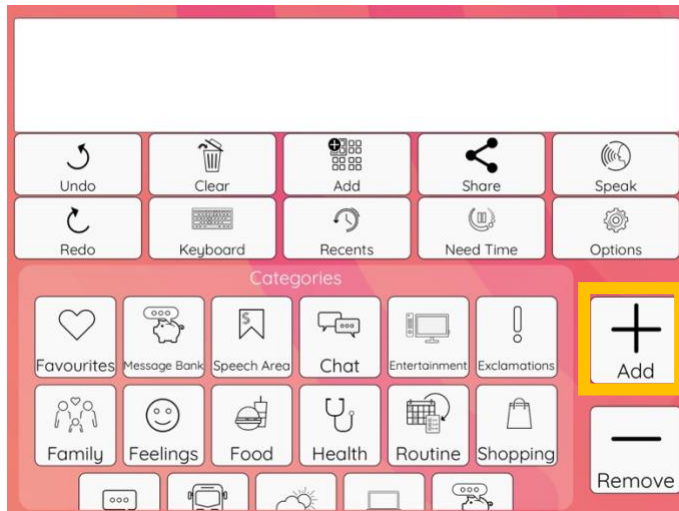 Undo Clear Add Share Speak
Redo Keyboard Recents Need Time Options
Categories
Favourites Message Bank Speech Area Chat Entertainment Exclamations Add
Family Feelings Food Health Routine Shopping
Remove